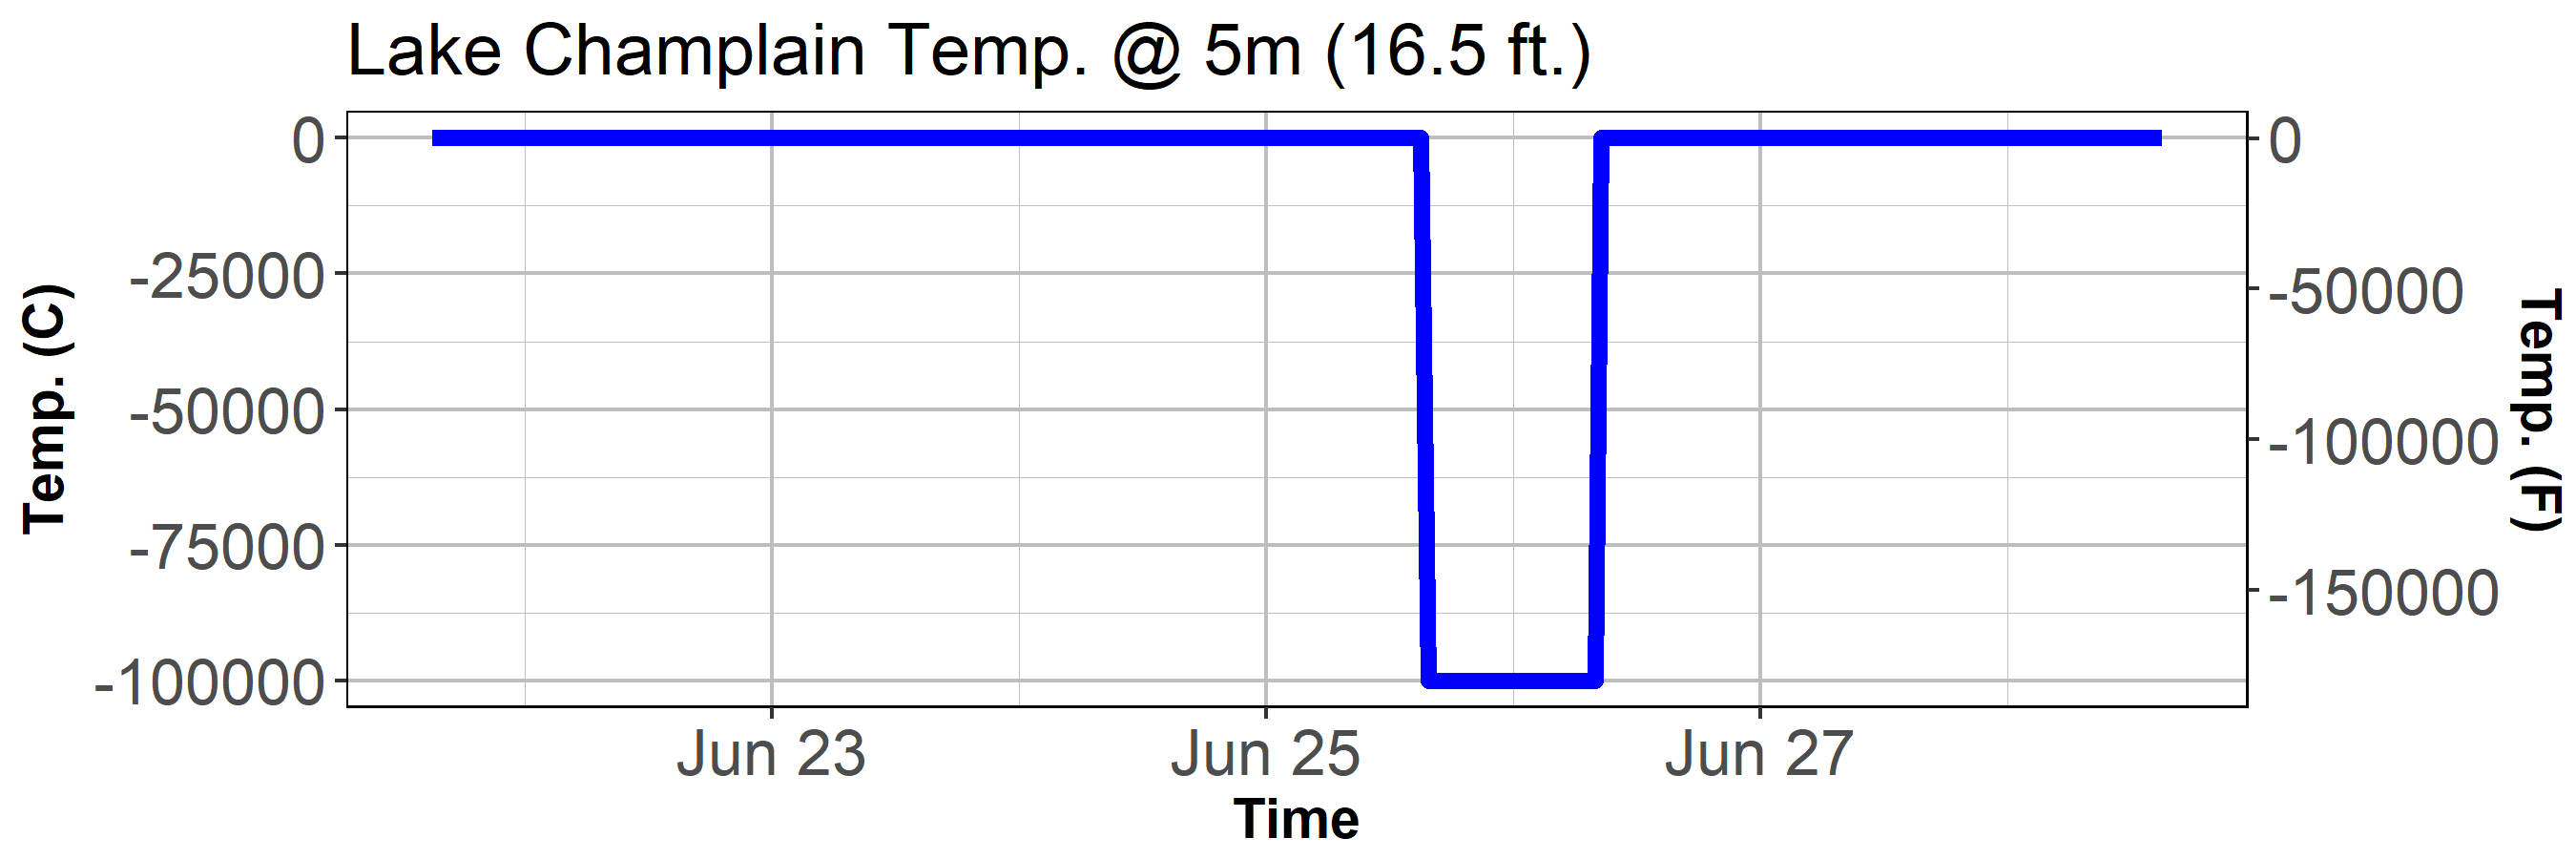 Lake Champlain Temp. @ 5m (16.5 ft.)
Temp. (C)
0
-25000
-50000
-75000
-100000
0
-50000
-100000
-150000
Temp. (F)
Jun 23
Jun 25
Jun 27
Time